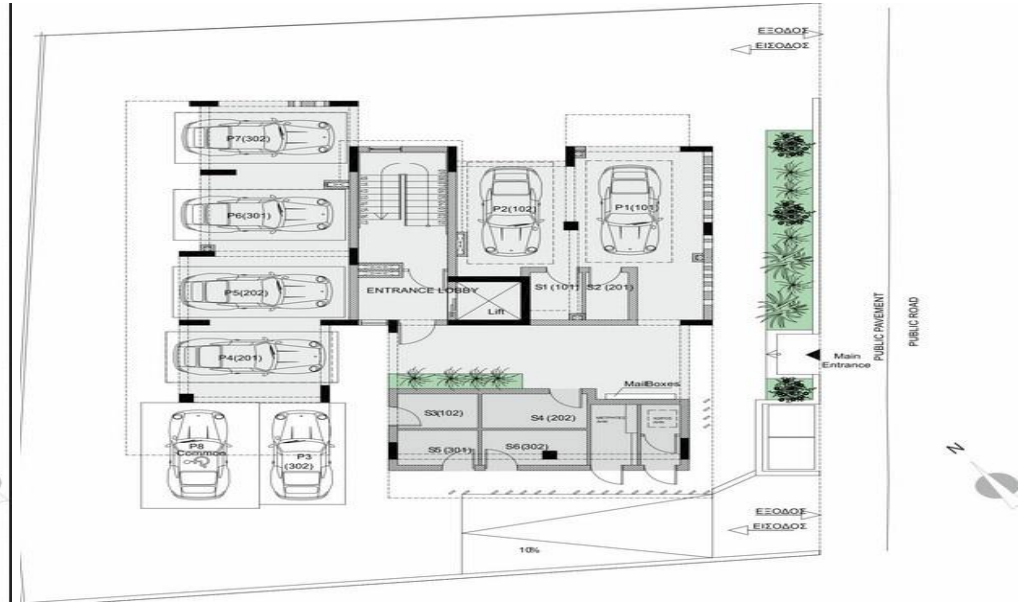 ΕΞΟΔΟΣ
ΕΙΣΟΔΟΣ
P7(302)
P6(301)
P2(102)
P1(101)
P5(202)
ENTRANCE LOBBY
Lift
S1 (101)
S2 (201)
P4(201)
MailBoxes
Main
Entrance
PUBLIC PAVEMENT
PUBLIC ROAD
S3(102)
S4 (202)
S5 (301)
S6(302)
P8
Common
P3
(302)
N
ΕΞΟΔΟΣ
ΕΙΣΟΔΟΣ
10%